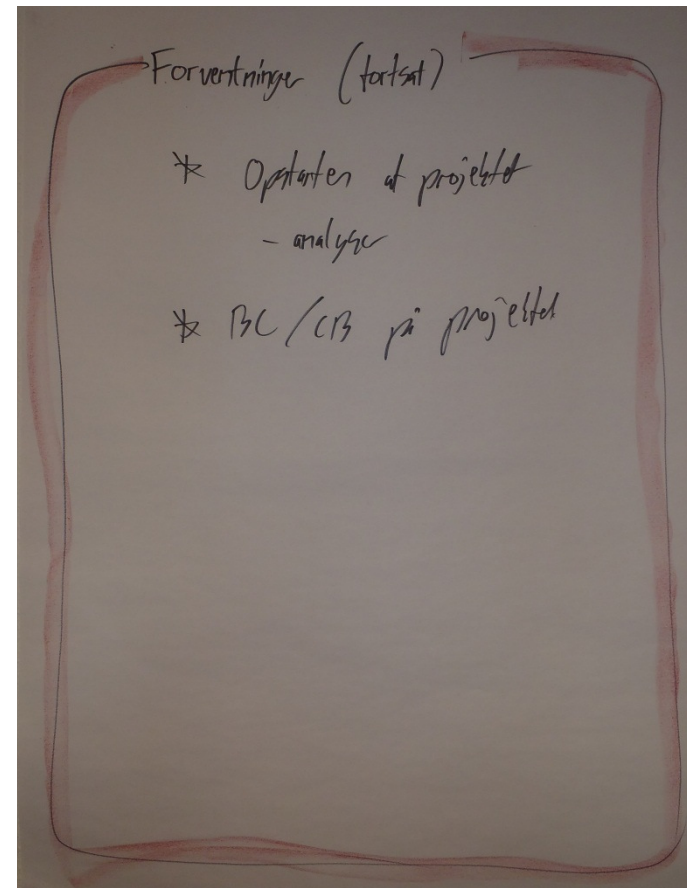 Forventninger (fortsat)
* Opstarten af projektet
- analyse
* BC/CB på projektet